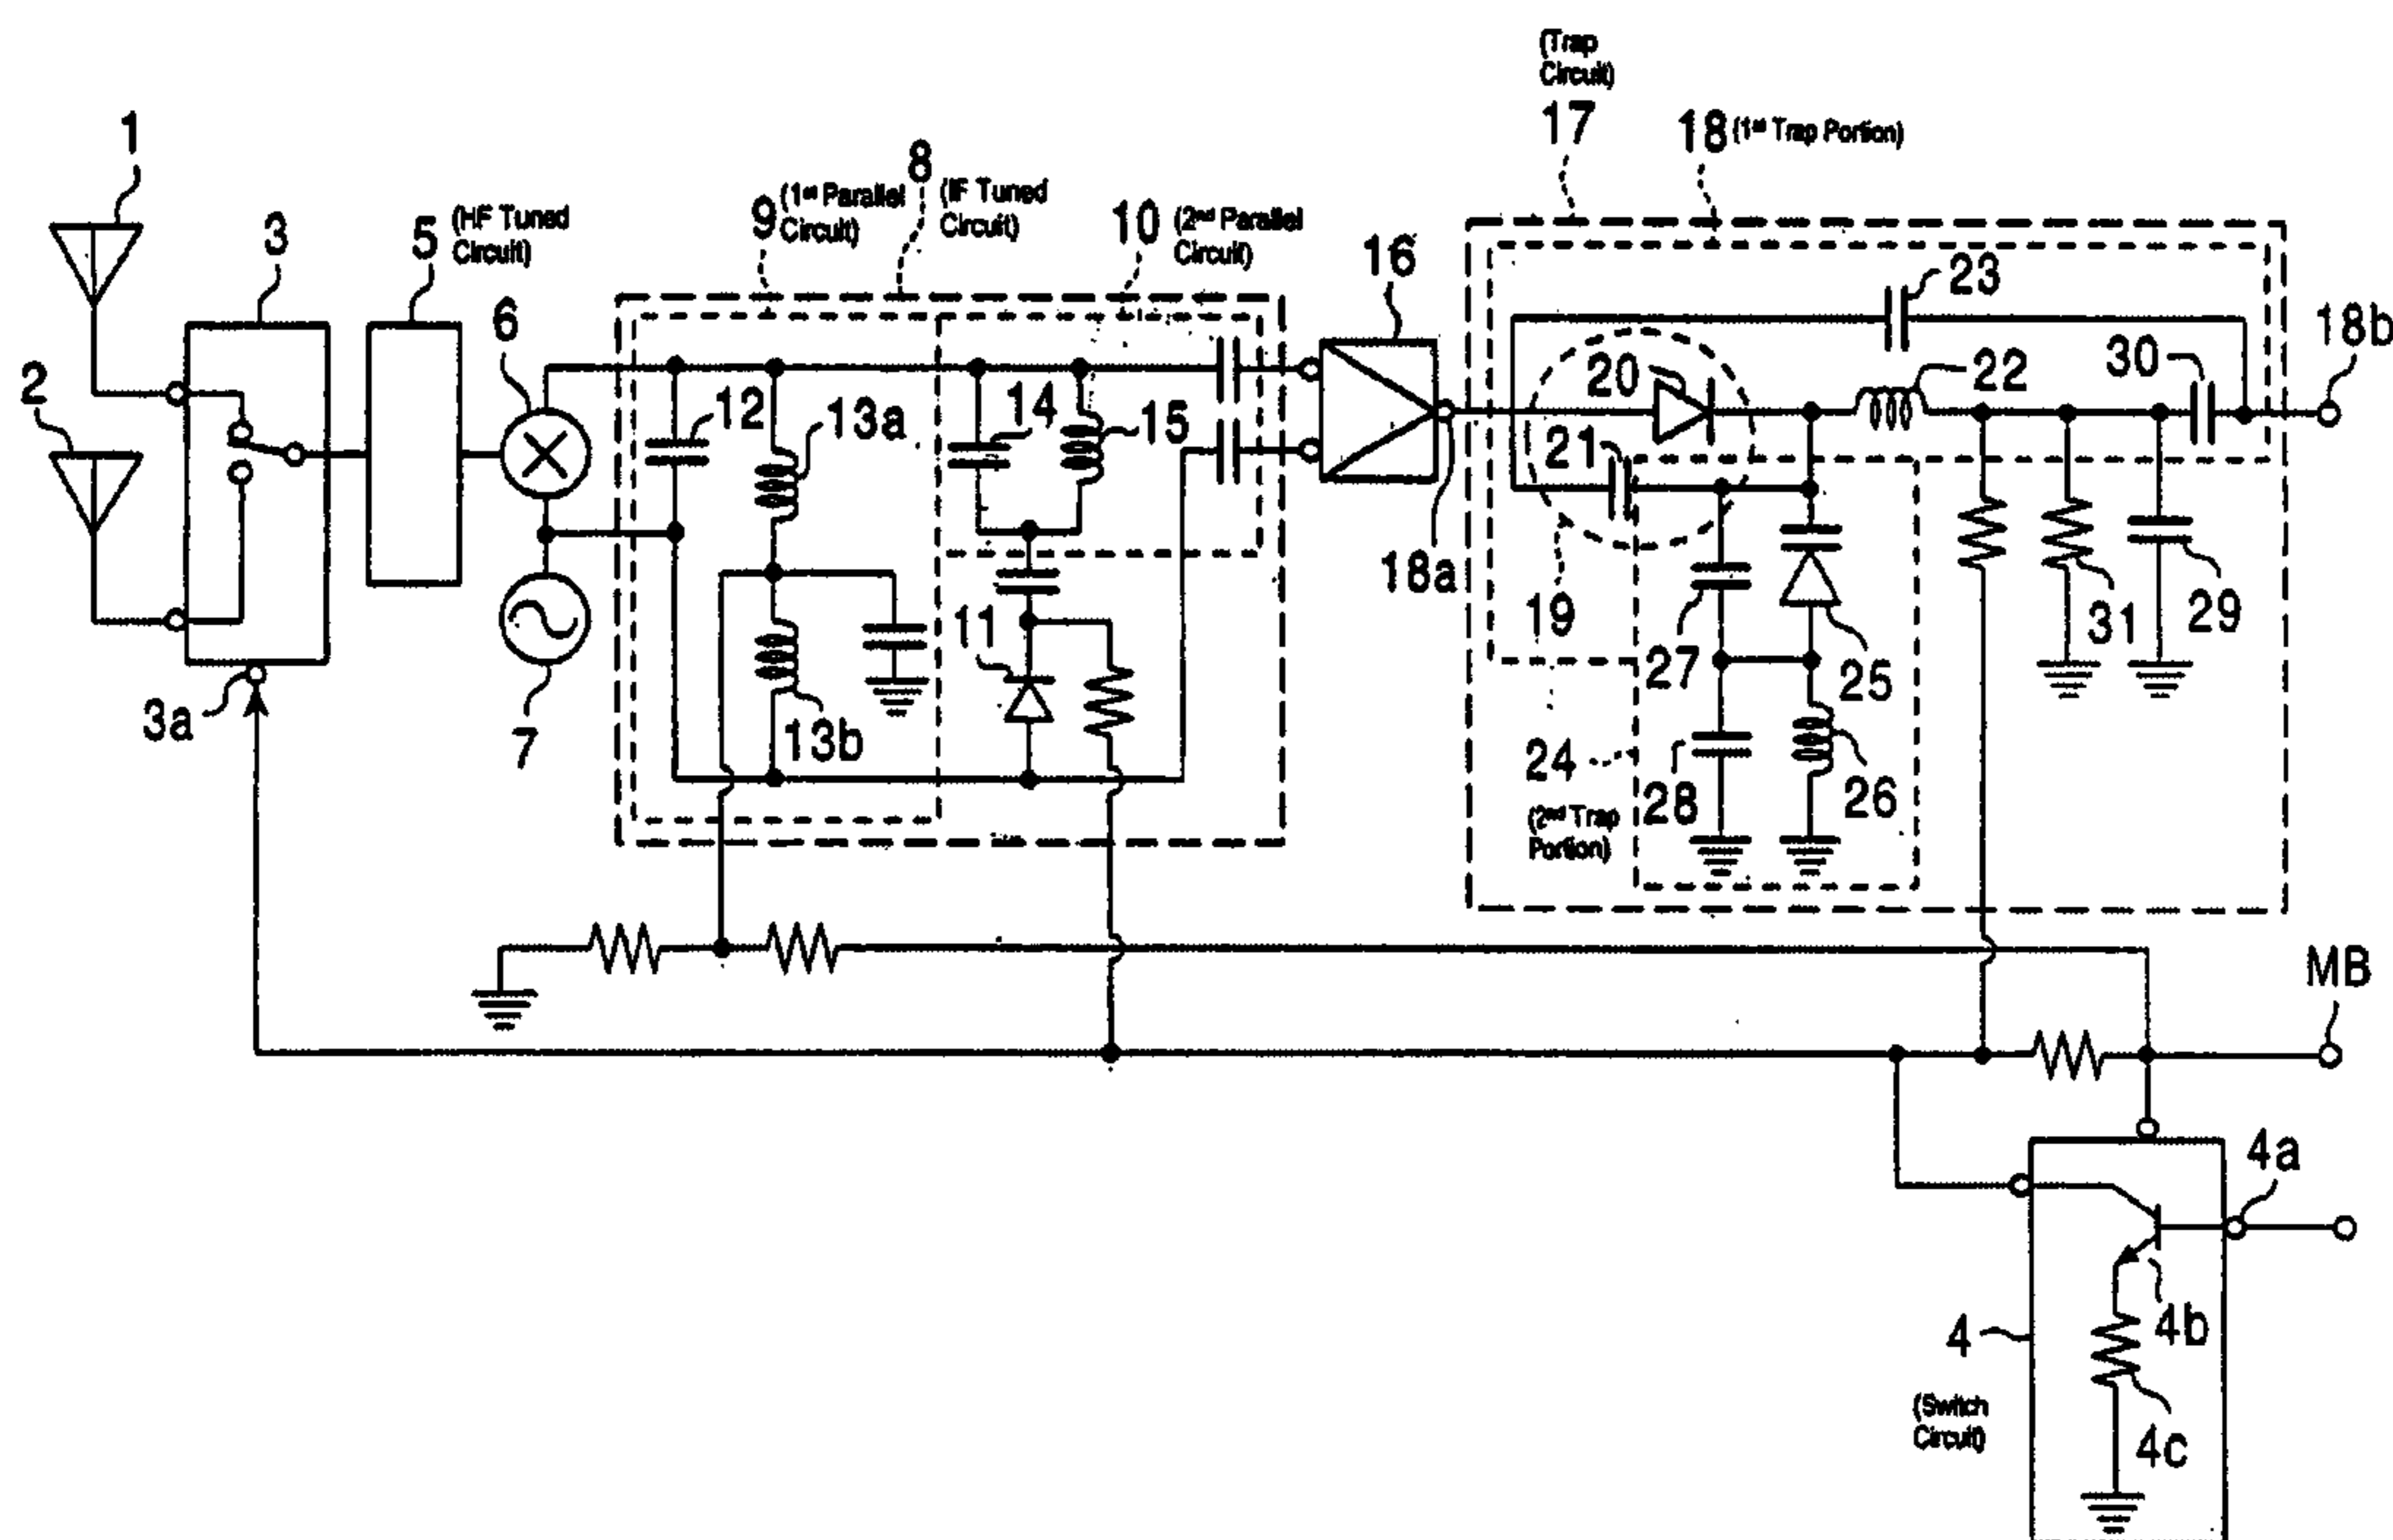 (Trap
Circuit)
17
18 (1st Trap Portion)
1
8
(IF Tuned
Circuit)
9 (1st Parallel
Circuit)
10 (2nd Parallel
Circuit)
5 (HF Tuned
Circuit)
3
16
23
18b
6
30
2
20
22
12
13a
14
15
21
18a
19
11
27
25
31
29
3a
7
13b
24
28
26
(2nd Trap
Portion)
MB
4a
4b
4
(Switch
Circuit)
4c